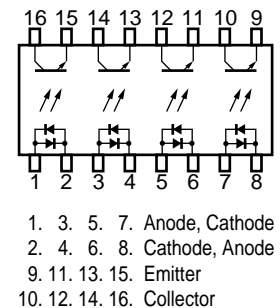 16 15 14 13 12 11 10 9
1 2 3 4 5 6 7 8
1. 3. 5. 7. Anode, Cathode
2. 4. 6. 8. Cathode, Anode
9. 11. 13. 15. Emitter
10. 12. 14. 16. Collector